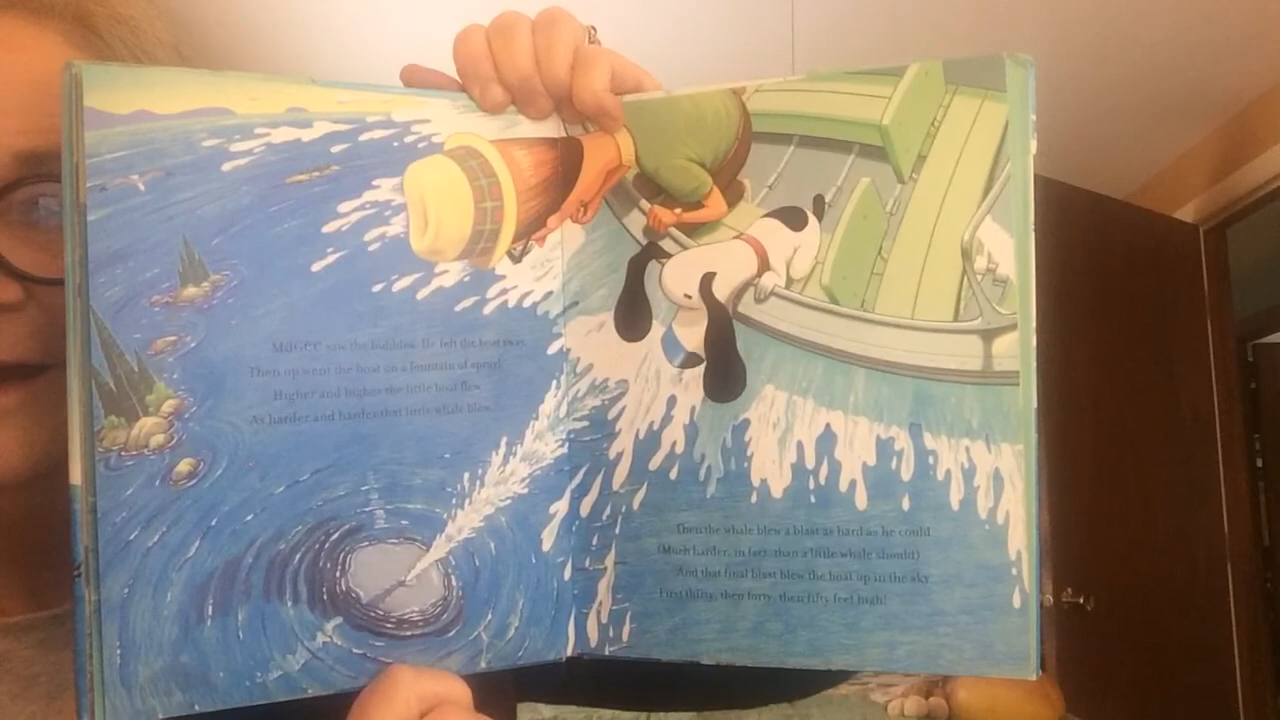 MaGEE saw the bubbles. He felt the boat sway.
Then up went the boat on a fountain of spray!
Higher and higher the little boat flew
As harder and harder that little whale blew.
Then the whale blew a blast as hard as he could
(Much harder, in fact, than a little whale should)
And that final blast blew the boat up in the sky
First thirty, then forty, then fifty feet high!